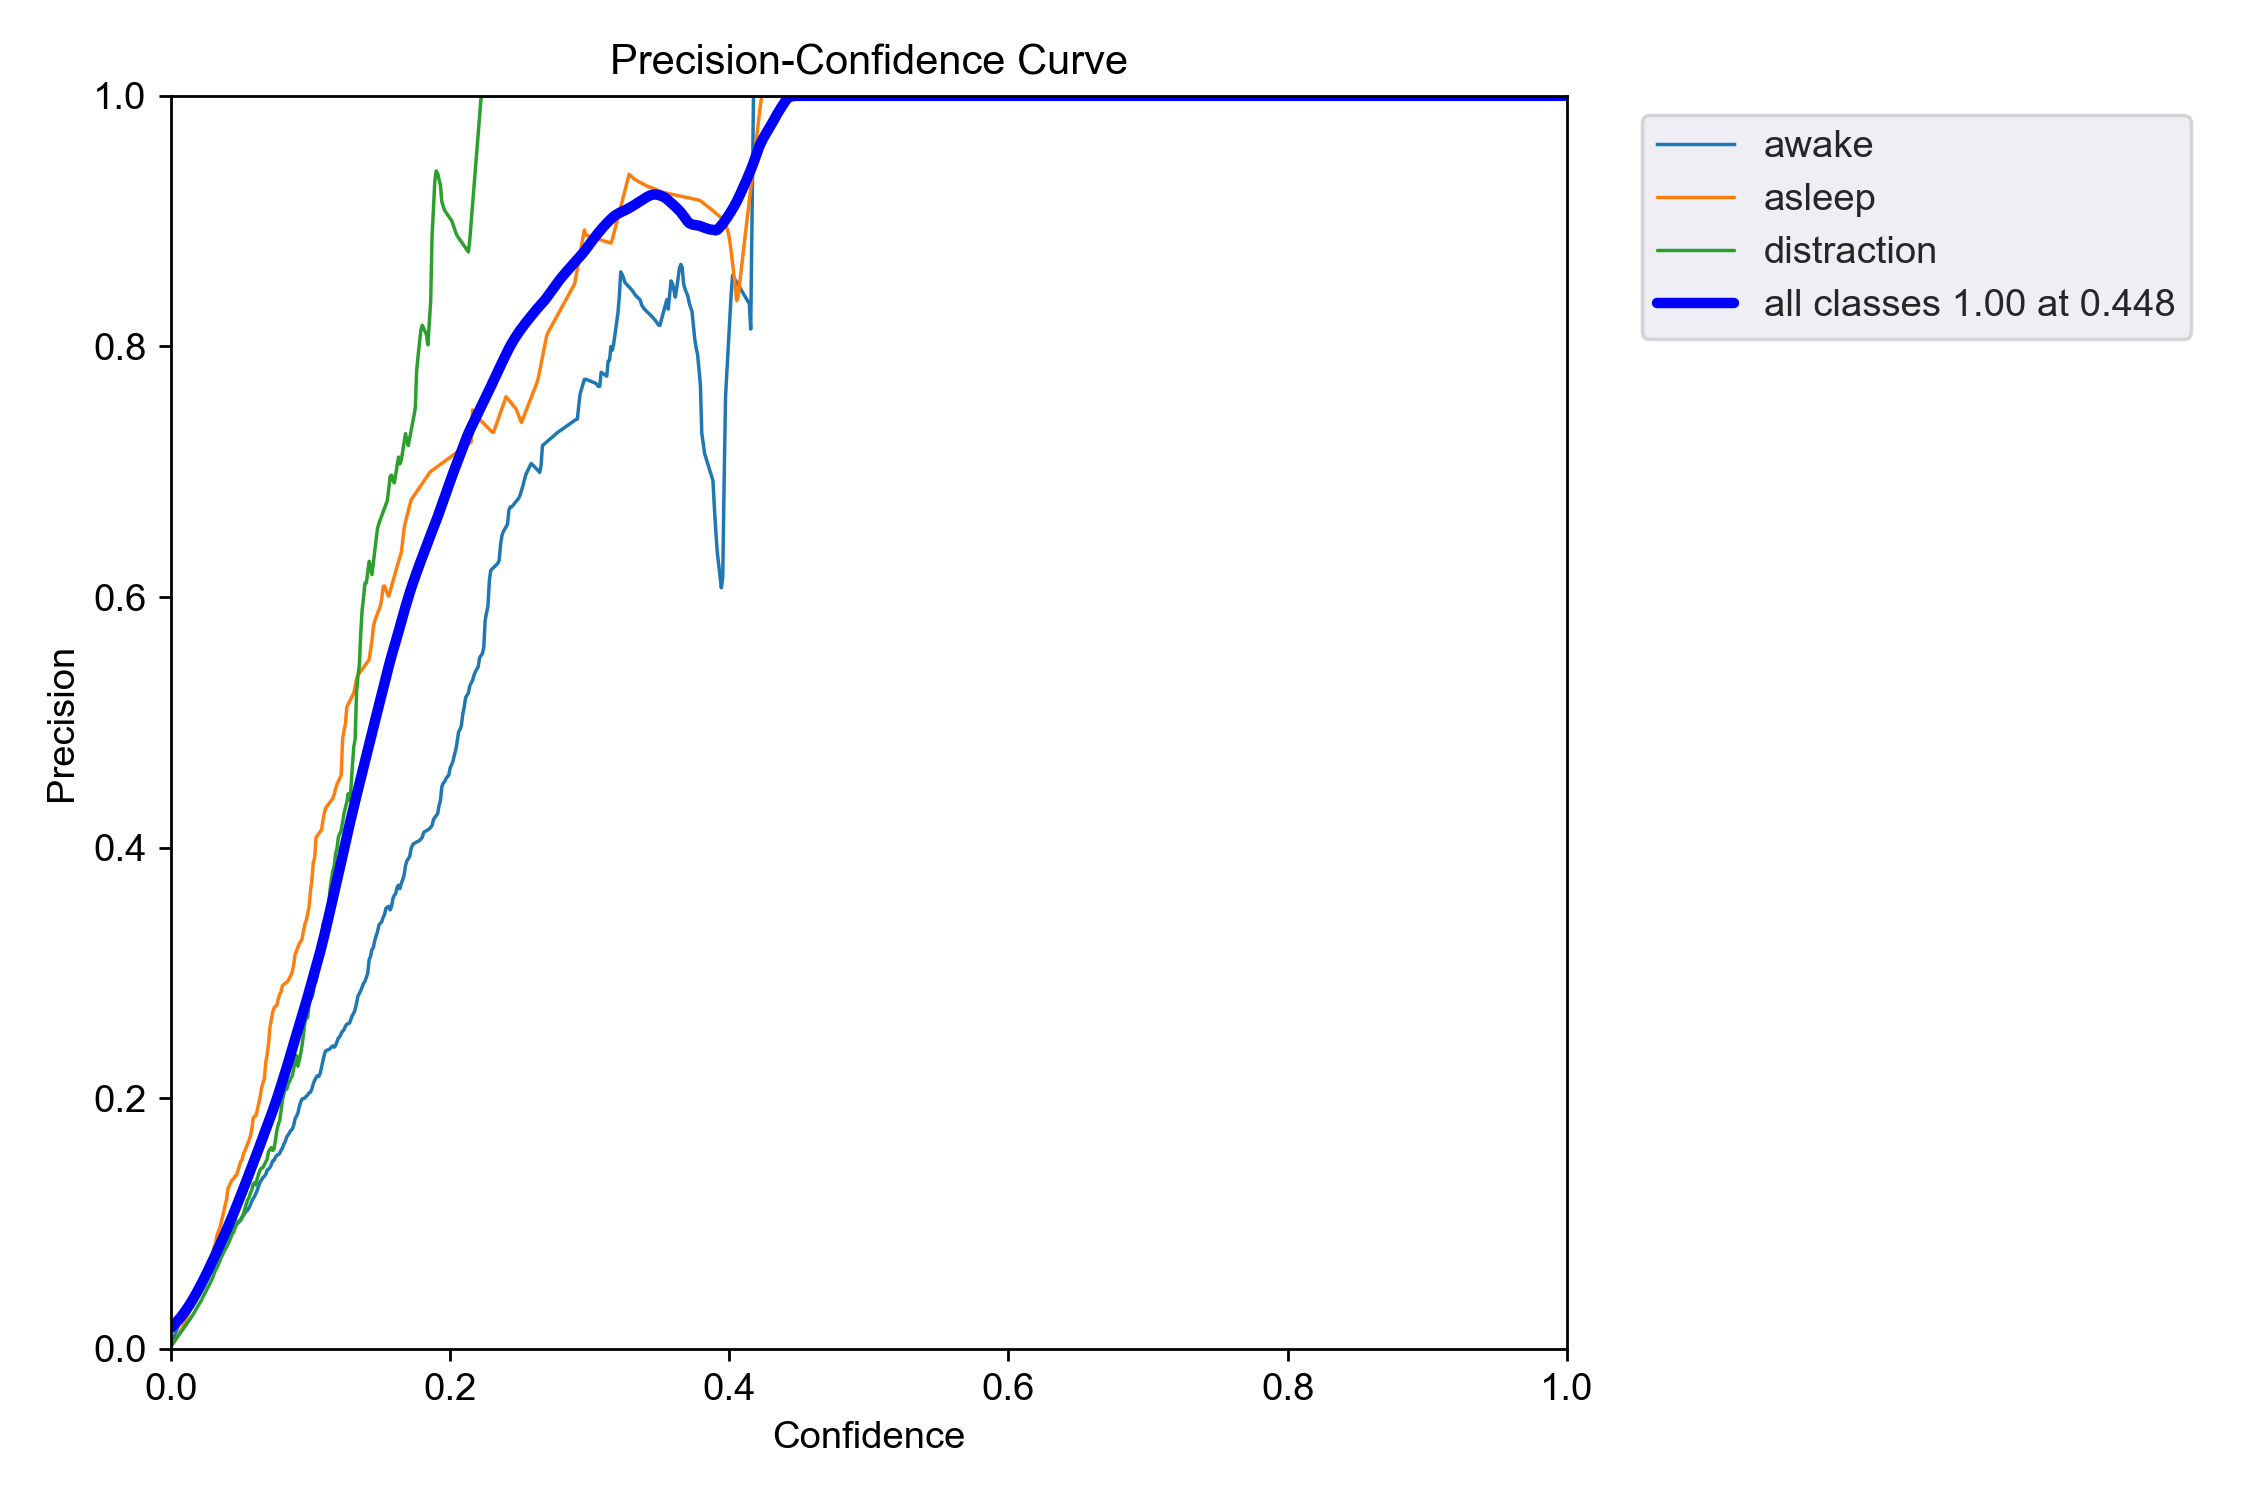 Precision-Confidence Curve
1.0
0.8
0.6
0.4
0.2
0.0
Precision
0.0 0.2 0.4 0.6 0.8 1.0
Confidence
awake
asleep
distraction
all classes 1.00 at 0.448